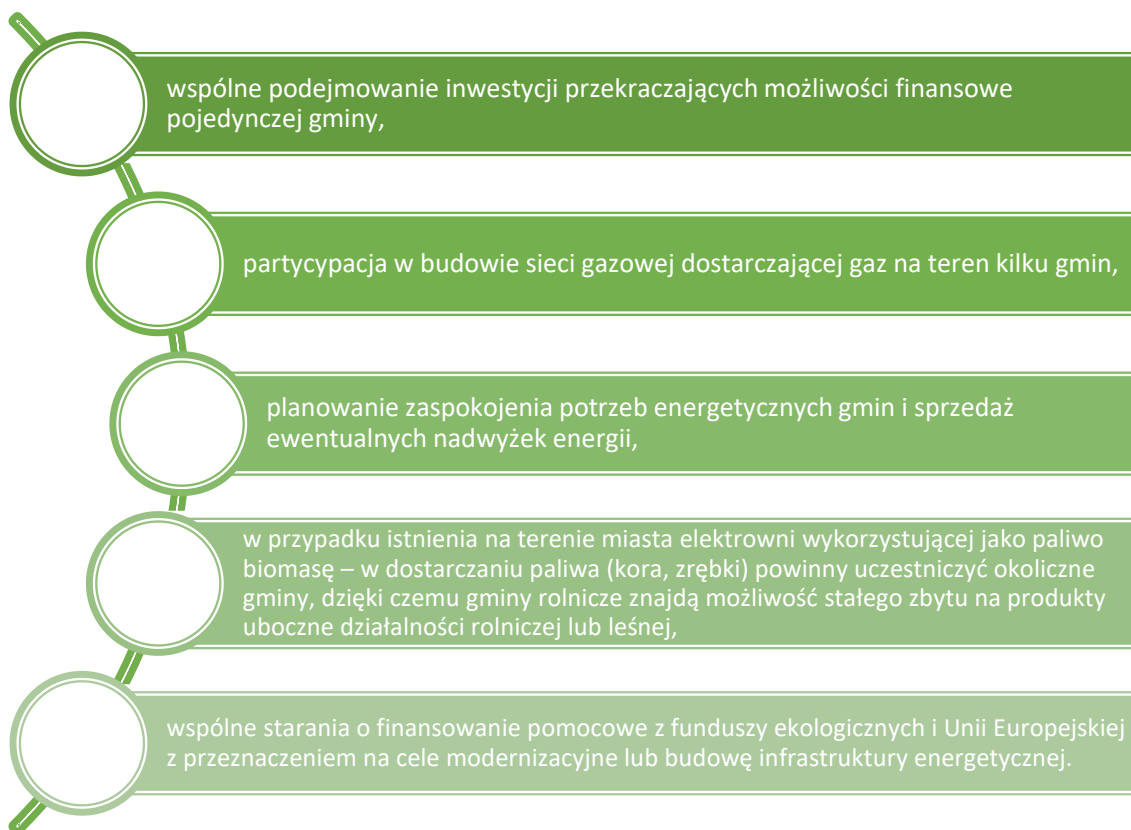 wspólne podejmowanie inwestycji przekraczających możliwości finansowe
pojedynczej gminy,
partycypacja w budowie sieci gazowej dostarczającej gaz na teren kilku gmin,
planowanie zaspokojenia potrzeb energetycznych gmin i sprzedaż
ewentualnych nadwyżek energii,
w przypadku istnienia na terenie miasta elektrowni wykorzystującej jako paliwo
biomasę – w dostarczaniu paliwa (kora, zrębki) powinny uczestniczyć okoliczne
gminy, dzięki czemu gminy rolnicze znajdą możliwość stałego zbytu na produkty
uboczne działalności rolniczej lub leśnej,
wspólne starania o finansowanie pomocowe z funduszy ekologicznych i Unii Europejskiej
z przeznaczeniem na cele modernizacyjne lub budowę infrastruktury energetycznej.